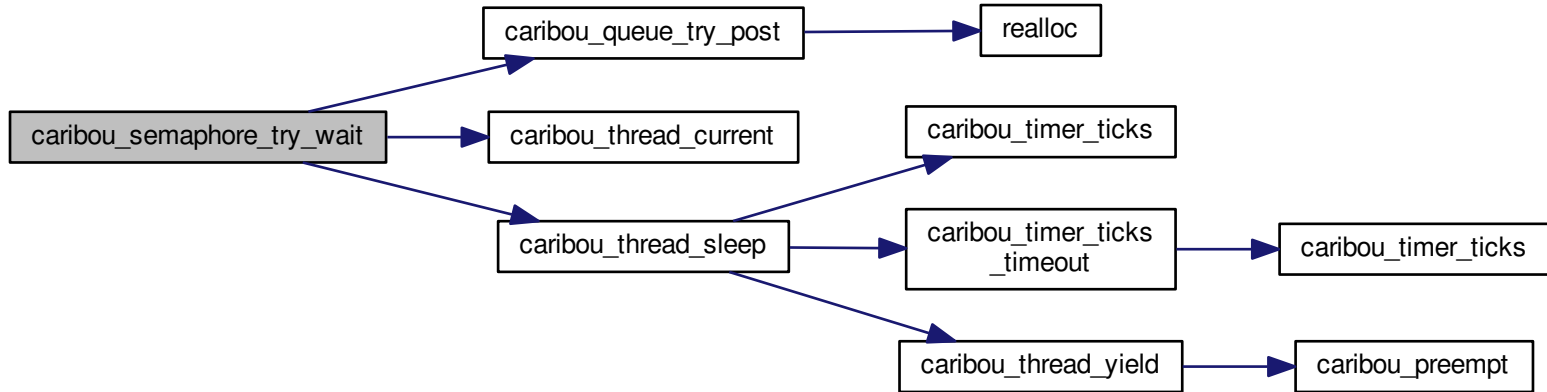 caribou_queue_try_post
realloc
caribou_semaphore_try_wait
caribou_thread_current
caribou_timer_ticks
caribou_thread_sleep
caribou_timer_ticks
_timeout
caribou_timer_ticks
caribou_thread_yield
caribou_preempt